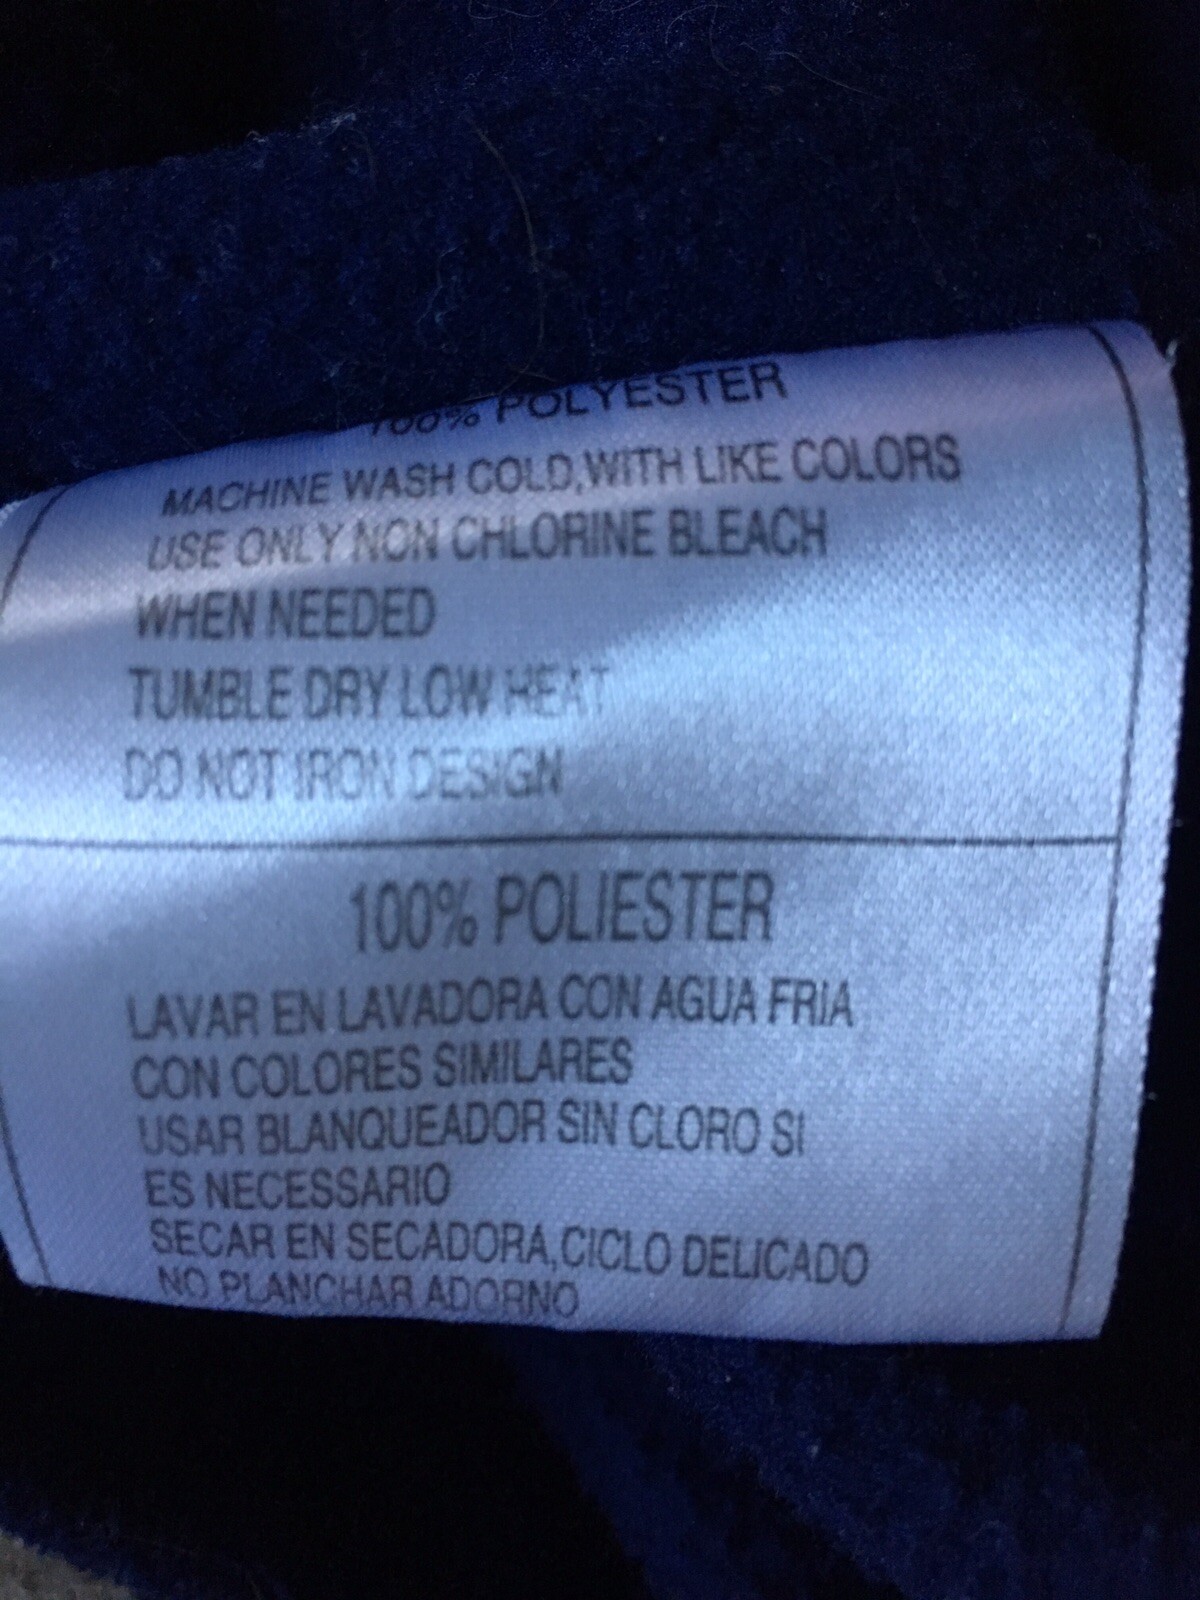 100% POLYESTER
MACHINE WASH COLD,WITH LIKE COLORS
USE ONLY NON CHLORINE BLEACH
WHEN NEEDED
TUMBLE DRY LOW HEAT
DO NOT IRON DESIGN
100% POLIESTER
LAVAR EN LAVADORA CON AGUA FRIA
CON COLORES SIMILARES
USAR BLANQUEADOR SIN CLORO SI
ES NECESSARIO
SECAR EN SECADORA,CICLO DELICADO
NO PLANCHAR ADORNO